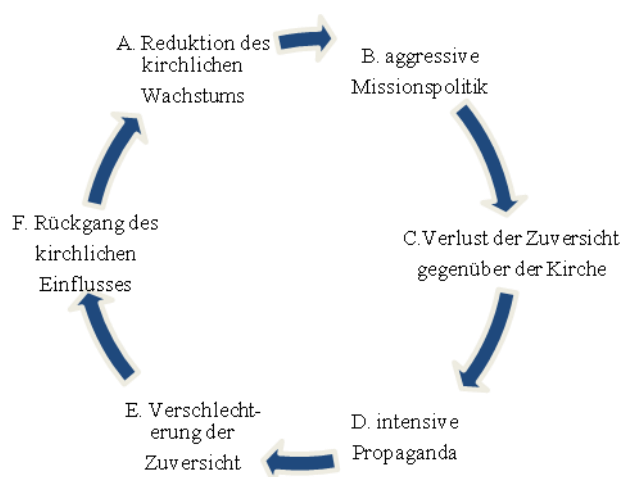 A. Reduktion des
kirchlichen
Wachstums
B. aggressive
Missionspolitik
C.Verlust der Zuversicht
gegenüber der Kirche
D. intensive
Propaganda
E. Verschlecht-
erung der
Zuversicht
F. Rückgang des
kirchlichen
Einflusses